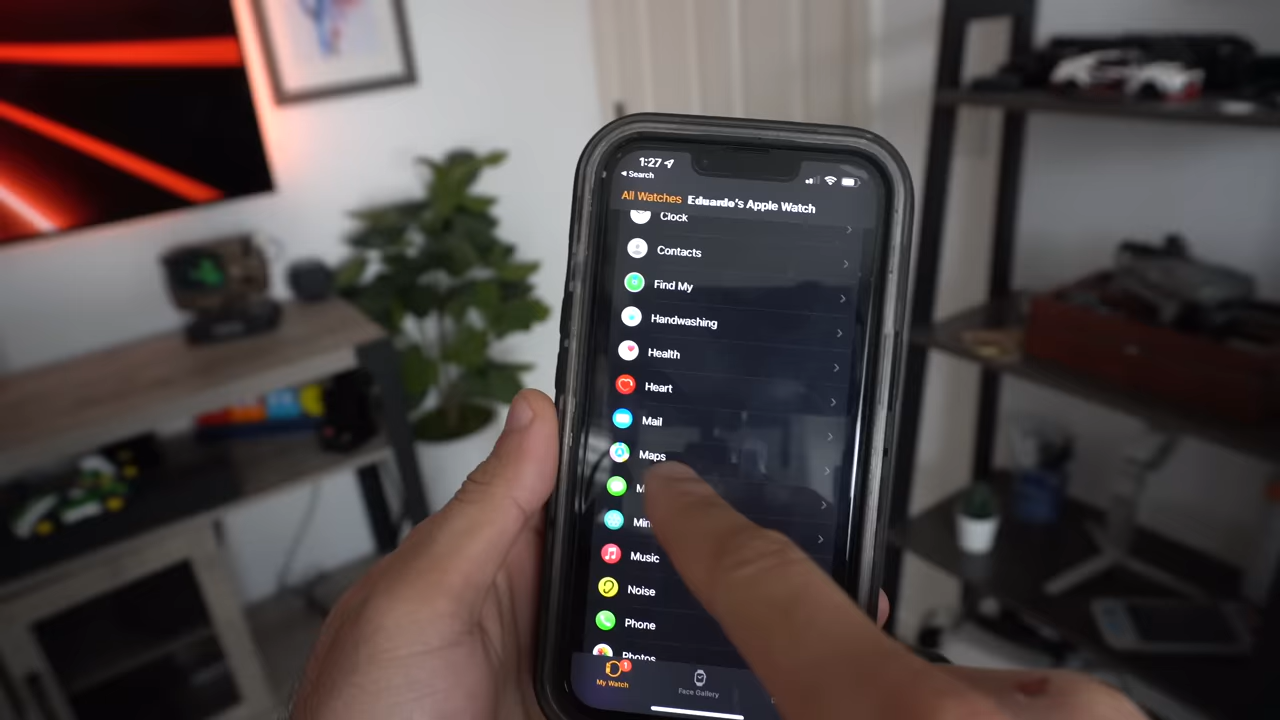 1:27
Search
All Watches Eduardo's Apple Watch
Clock
Contacts
Find My
Handwashing
Health
Heart
Mail
Maps
M
Min
Music
Noise
Phone
Photos
1
My Watch
Face Gallery